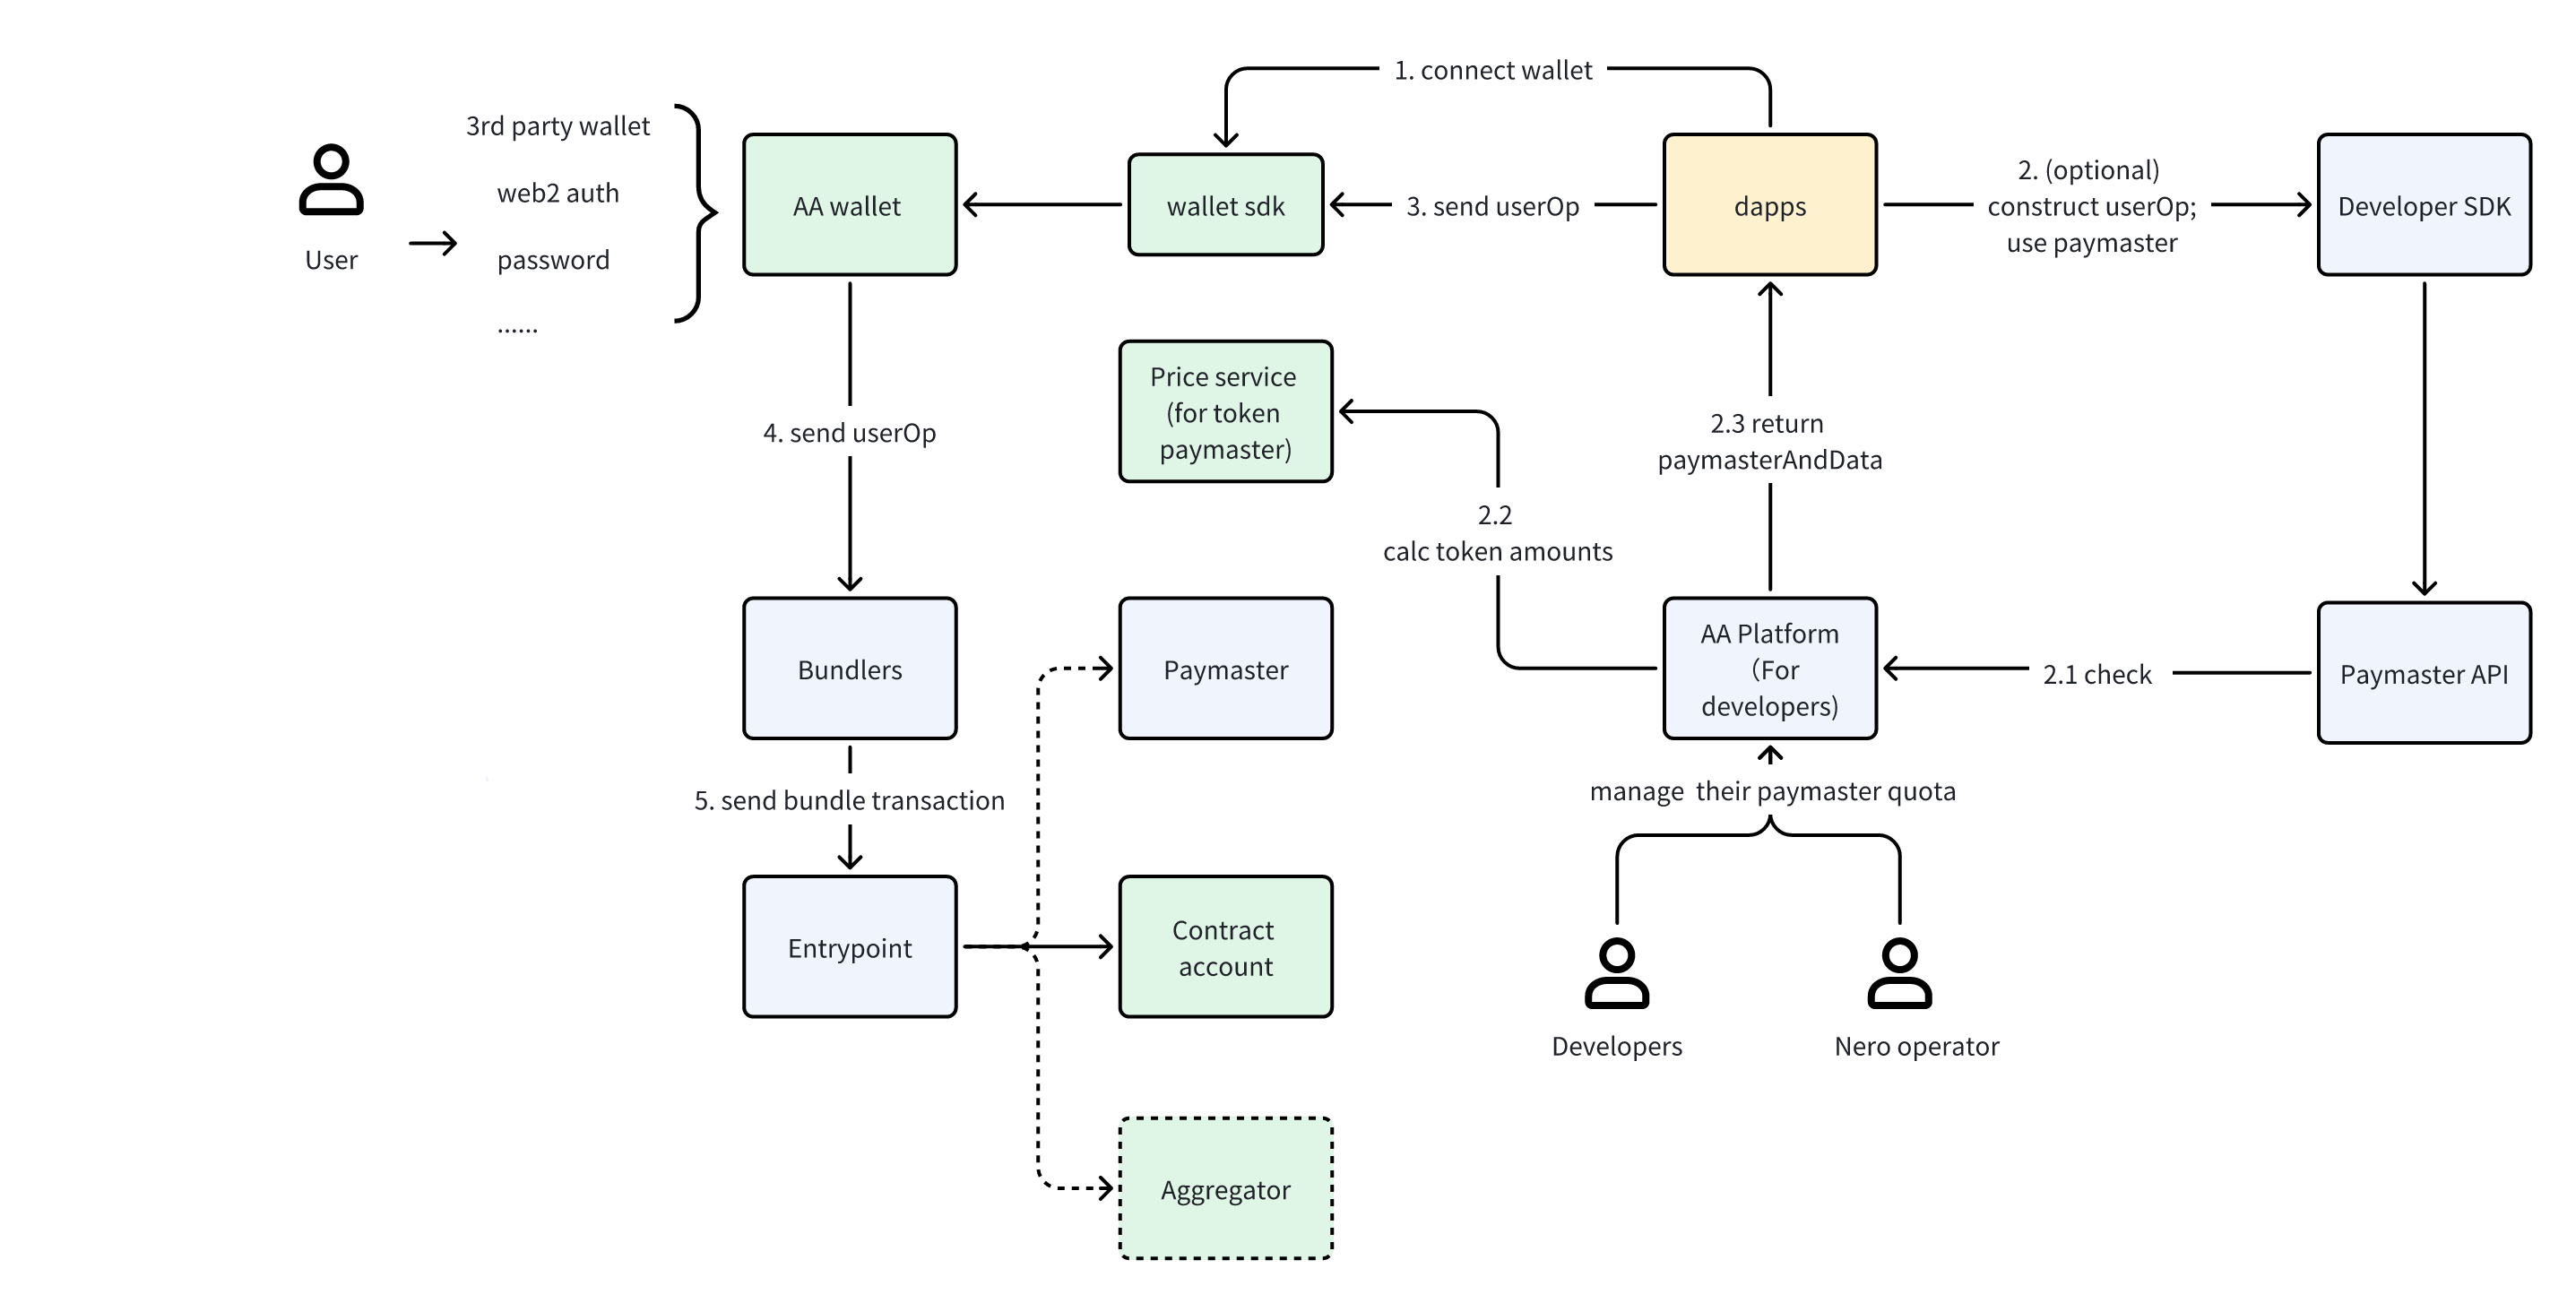 1. connect wallet
3rd party wallet
web2 auth
password
......
User
AA wallet
wallet sdk
3. send userOp
dapps
2. (optional)
construct userOp;
use paymaster
Developer SDK
Price service
(for token
paymaster)
4. send userOp
2.3 return
paymasterAndData
2.2
calc token amounts
Bundlers
Paymaster
AA Platform
（For
developers)
2.1 check
Paymaster API
5. send bundle transaction
manage  their paymaster quota
Entrypoint
Contract
account
Developers
Nero operator
Aggregator